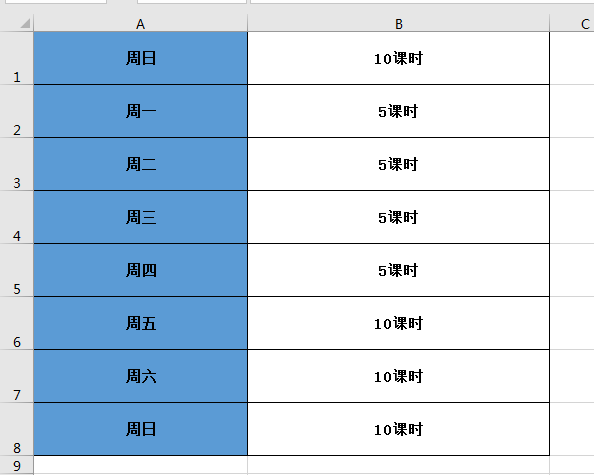 A B C
1 周日 10课时
2 周一 5课时
3 周二 5课时
4 周三 5课时
5 周四 5课时
6 周五 10课时
7 周六 10课时
8 周日 10课时
9